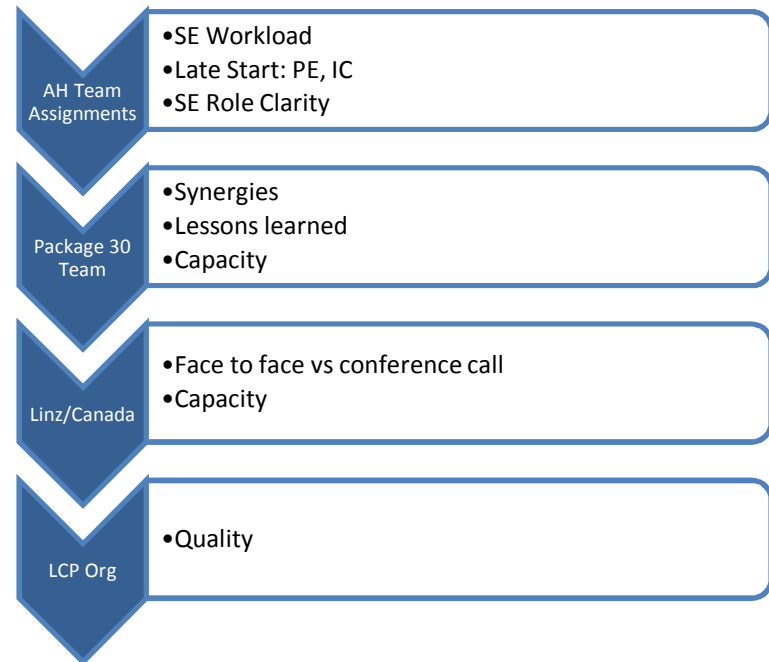 AH Team
Assignments
•SE Workload
•Late Start: PE, IC
•SE Role Clarity
Package 30
Team
•Synergies
•Lessons learned
•Capacity
Linz/Canada
•Face to face vs conference call
•Capacity
LCP Org
•Quality